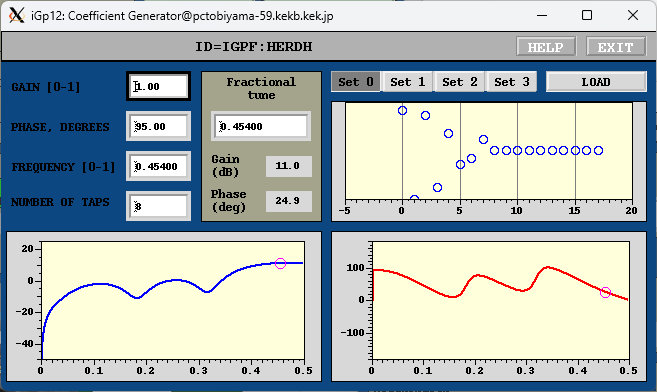 iGp12: Coefficient Generator@pctobiyama-59.kekb.kek.jp
ID=IGPF:HERDH
HELP
EXIT
GAIN [0-1]
1.00
PHASE, DEGREES
95.00
FREQUENCY [0-1]
0.45400
NUMBER OF TAPS
8
Fractional
tune
0.45400
Gain
(dB)
11.0
Phase
(deg)
24.9
Set 0
Set 1
Set 2
Set 3
LOAD
-5 0 5 10 15 20
20
0
-20
-40
0 0.1 0.2 0.3 0.4 0.5
100
0
-100
0 0.1 0.2 0.3 0.4 0.5